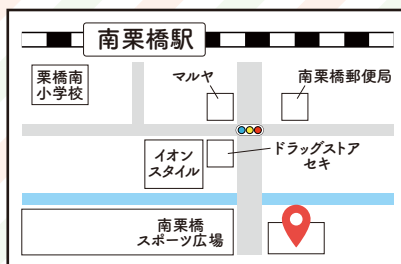 南栗橋駅
栗橋南
小学校
マルヤ
南栗橋郵便局
イオン
スタイル
ドラッグストア
セキ
南栗橋
スポーツ広場